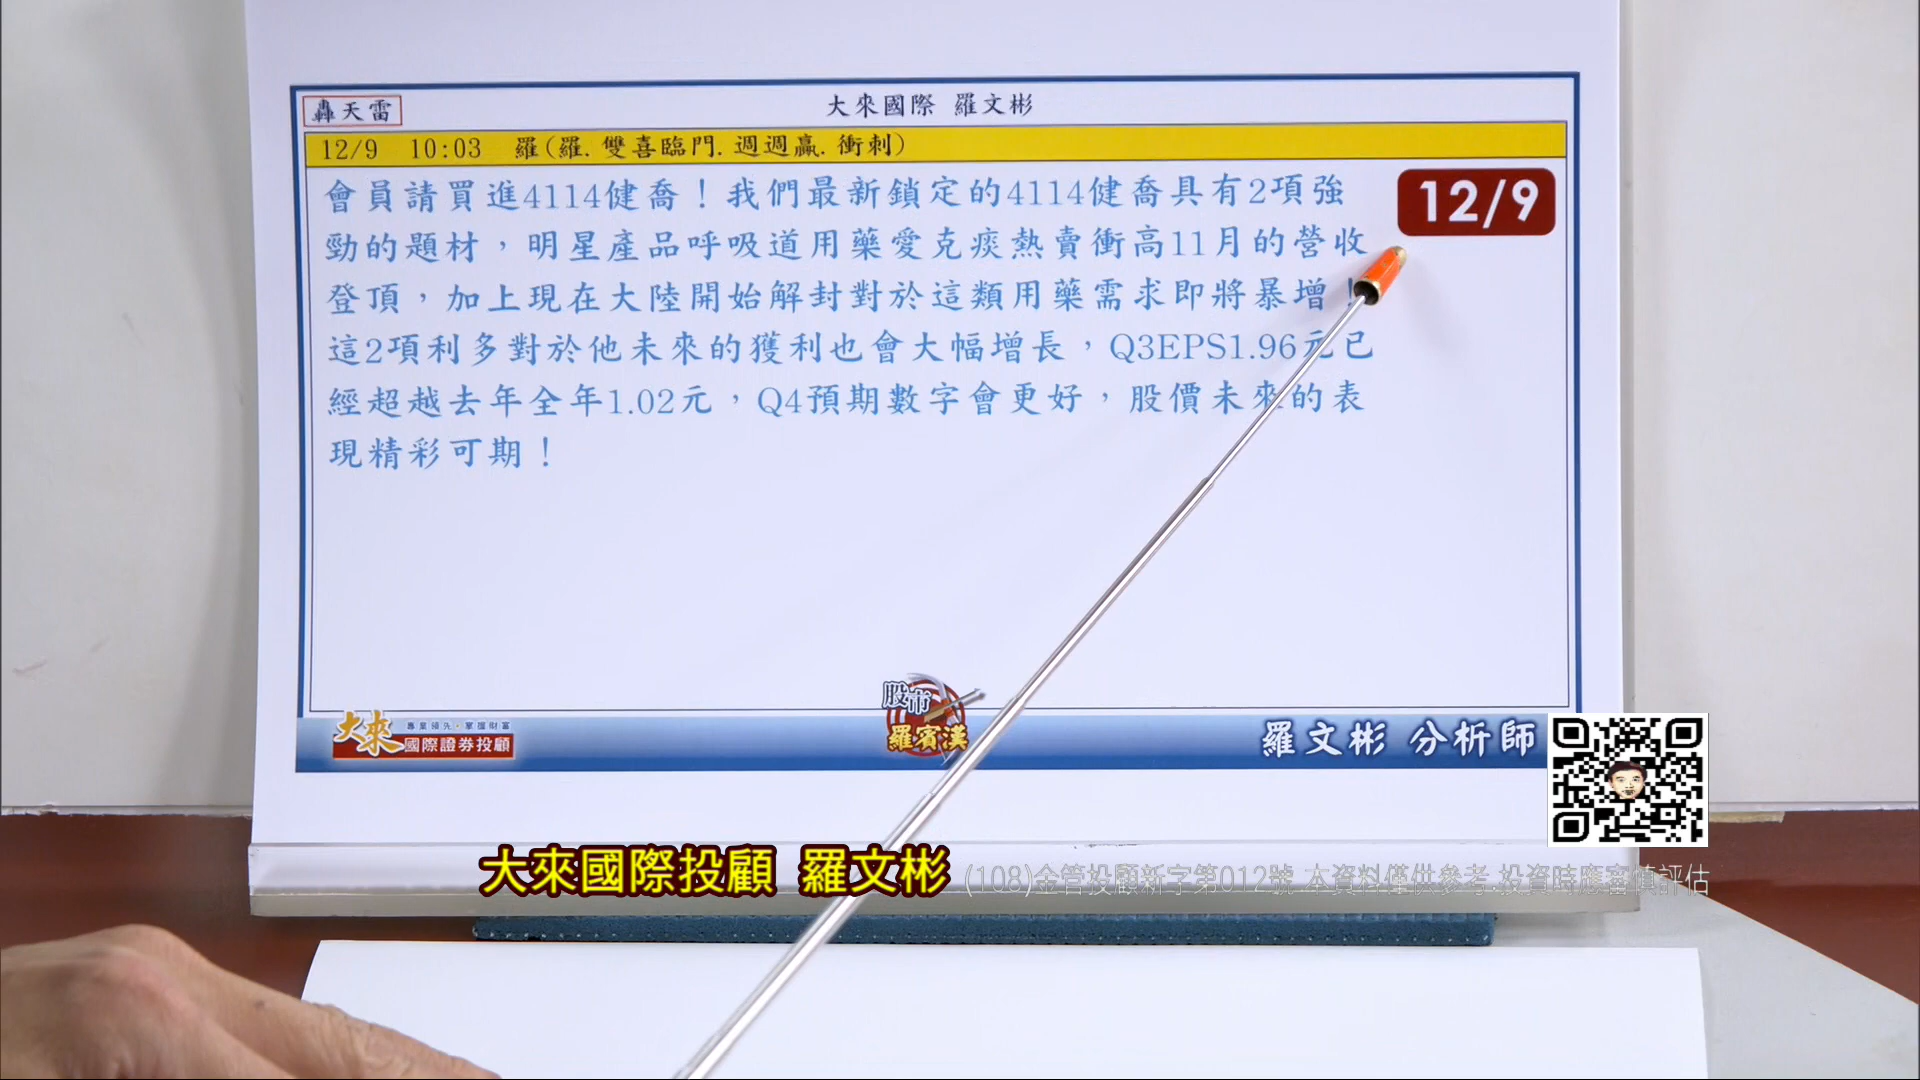 轟天雷
大來國際 羅文彬
12/9 10:03 羅(羅.雙喜臨門.週週贏.衝刺)
12/9
會員請買進4114健喬！我們最新鎖定的4114健喬具有2項強
勁的題材，明星產品呼吸道用藥愛克痰熱賣衝高11月的營收
登頂，加上現在大陸開始解封對於這類用藥需求即將暴增！
這2項利多對於他未來的獲利也會大幅增長，Q3EPS1.96元已
經超越去年全年1.02元，Q4預期數字會更好，股價未來的表
現精彩可期！
大來
專業領先·掌握財富
國際證券投顧
股市
羅賓漢
羅文彬 分析師
大來國際投顧 羅文彬
(108)金管投顧新字第012號 本資料僅供參考.投資時應審慎評估